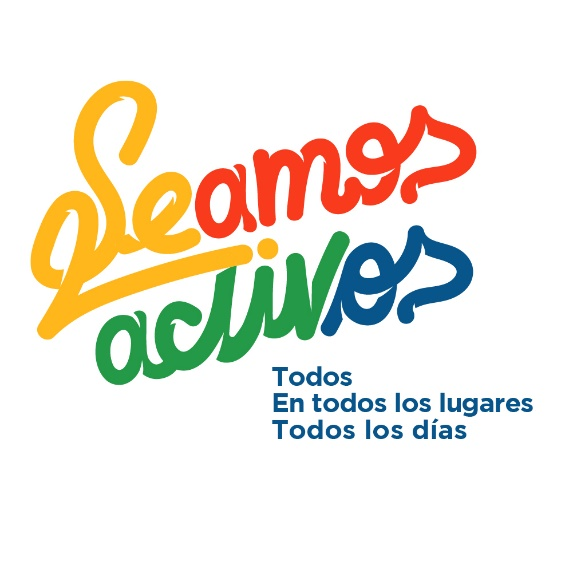 Seamos
activos
Todos
En todos los lugares
Todos los días